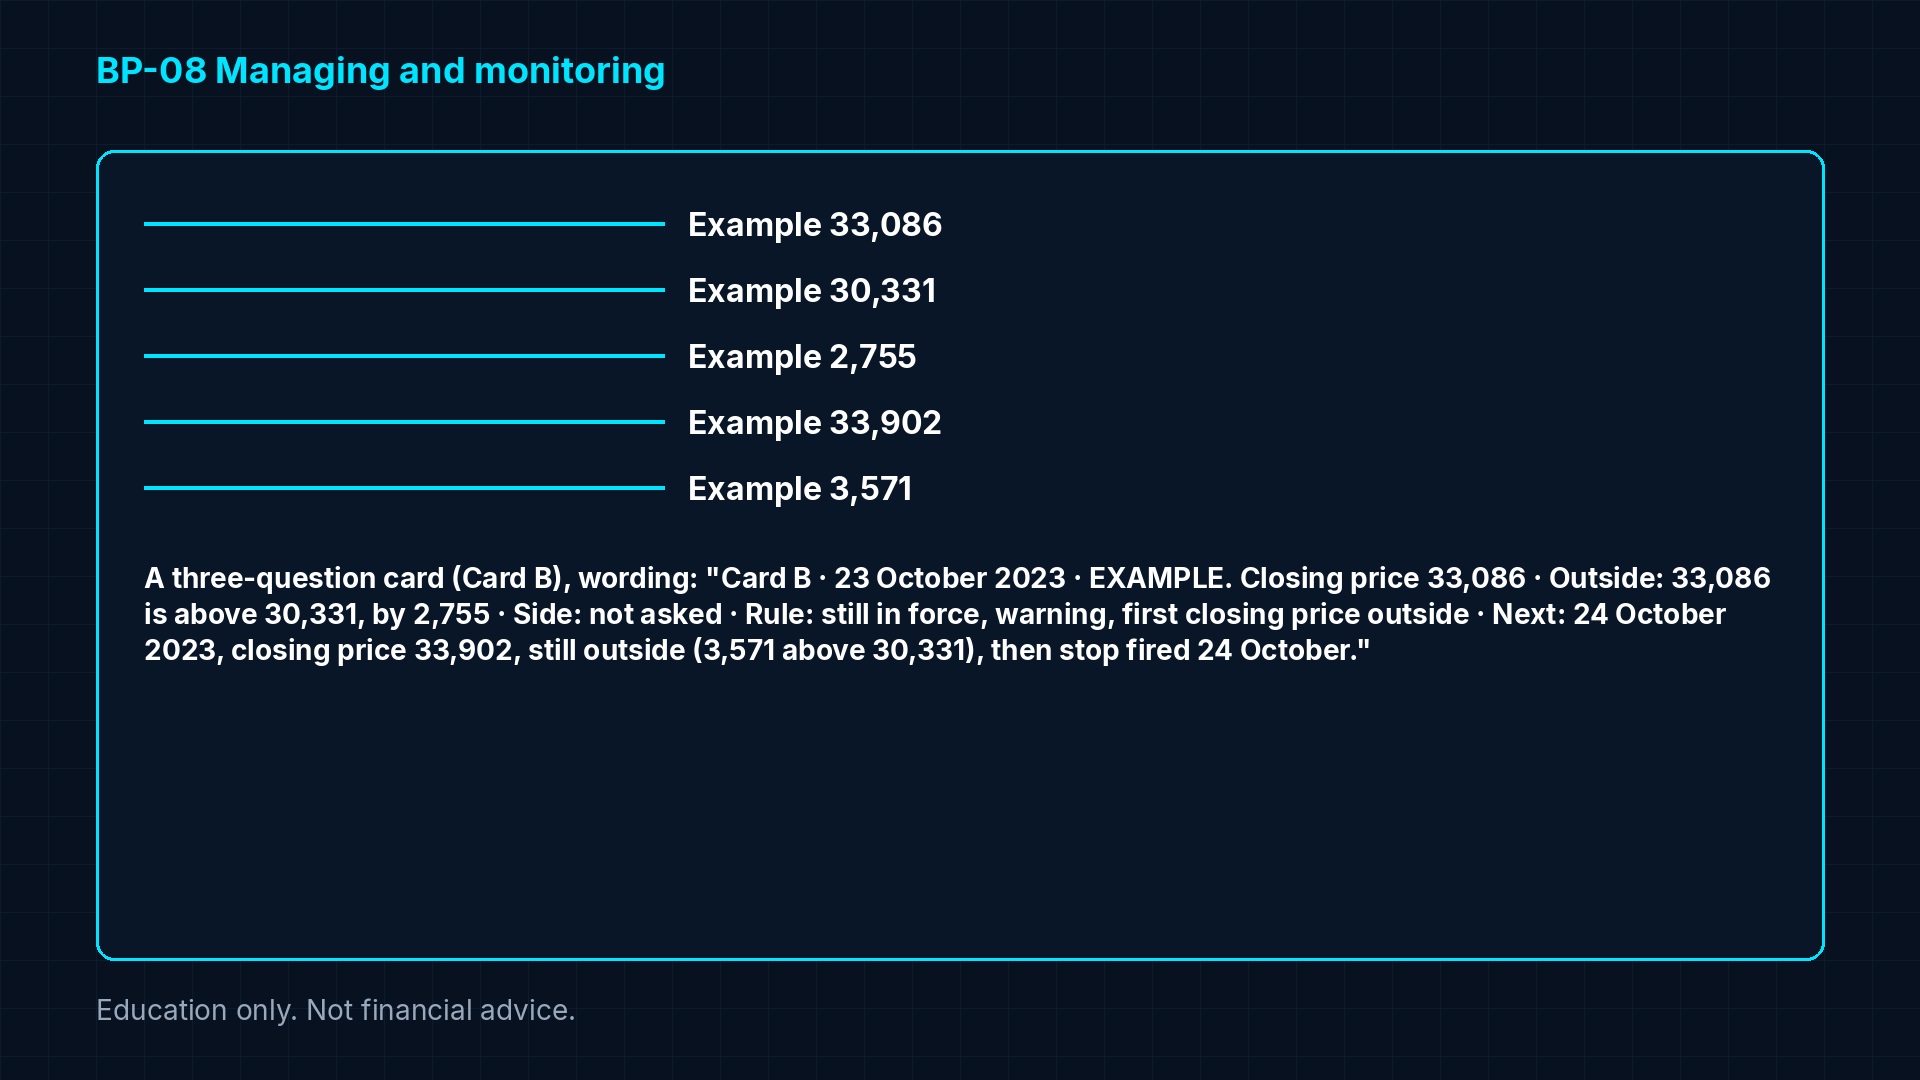 BP-08 Managing and monitoring
Example 33,086
Example 30,331
Example 2,755
Example 33,902
Example 3,571
A three-question card (Card B), wording: "Card B · 23 October 2023 · EXAMPLE. Closing price 33,086 · Outside: 33,086
is above 30,331, by 2,755 · Side: not asked · Rule: still in force, warning, first closing price outside · Next: 24 October
2023, closing price 33,902, still outside (3,571 above 30,331), then stop fired 24 October."
Education only. Not financial advice.